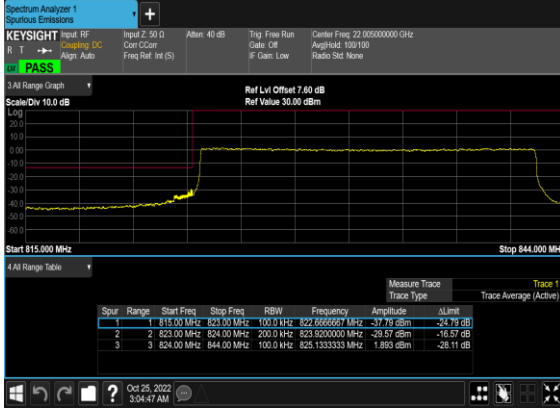 Spectrum Analyzer 1
Spurious Emissions
+
KEYSIGHT Input: RF Input Z: 50 Ω Atten: 40 dB Trig: Free Run Center Freq: 22.005000000 GHz
R T Coupling: DC Corr CCorr Gate: Off Avg|Hold: 100/100
Align: Auto Freq Ref: Int (S) IF Gain: Low Radio Std: None
LXI PASS
3 All Range Graph
Ref Lvl Offset 7.60 dB
Scale/Div 10.0 dB Ref Value 30.00 dBm
Log
20.0
10.0
0.00
-10.0
-20.0
-30.0
-40.0
-50.0
-60.0
Start 815.000 MHz Stop 844.000 MH
4 All Range Table
Measure Trace Trace 1
Trace Type Trace Average (Active)
Spur Range Start Freq Stop Freq RBW Frequency Amplitude ΔLimit
1 1 815.00 MHz 823.00 MHz 100.0 kHz 822.6666667 MHz -37.79 dBm -24.79 dB
2 2 823.00 MHz 824.00 MHz 200.0 kHz 823.9200000 MHz -29.57 dBm -16.57 dB
3 3 824.00 MHz 844.00 MHz 100.0 kHz 825.1333333 MHz 1.893 dBm -28.11 dB
?
Oct 25, 2022
3:04:47 AM